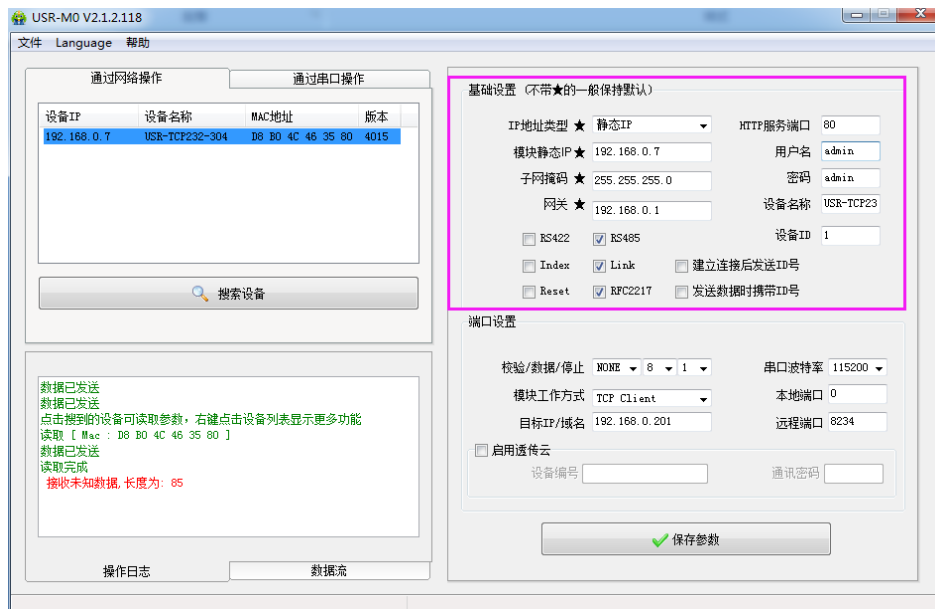 USR-M0 V2.1.2.118
文件 Language 帮助
通过网络操作 通过串口操作
设备IP 设备名称 MAC地址 版本
192.168.0.7 USR-TCP232-304 D8 B0 4C 46 35 80 4015
搜索设备
数据已发送
数据已发送
点击搜到的设备可读取参数，右键点击设备列表显示更多功能
读取 [ Mac : D8 B0 4C 46 35 80 ]
数据已发送
读取完成
接收未知数据,长度为: 85
操作日志 数据流
基础设置 (不带★的一般保持默认)
IP地址类型 ★ 静态IP HTTP服务端口 80
模块静态IP★ 192.168.0.7 用户名 admin
子网掩码 ★ 255.255.255.0 密码 admin
网关 ★ 192.168.0.1 设备名称 USR-TCP23
RS422 RS485 设备ID 1
Index Link 建立连接后发送ID号
Reset RFC2217 发送数据时携带ID号
端口设置
校验/数据/停止 NONE 8 1 串口波特率 115200
模块工作方式 TCP Client 本地端口 0
目标IP/域名 192.168.0.201 远程端口 8234
启用透传云
设备编号 通讯密码
保存参数